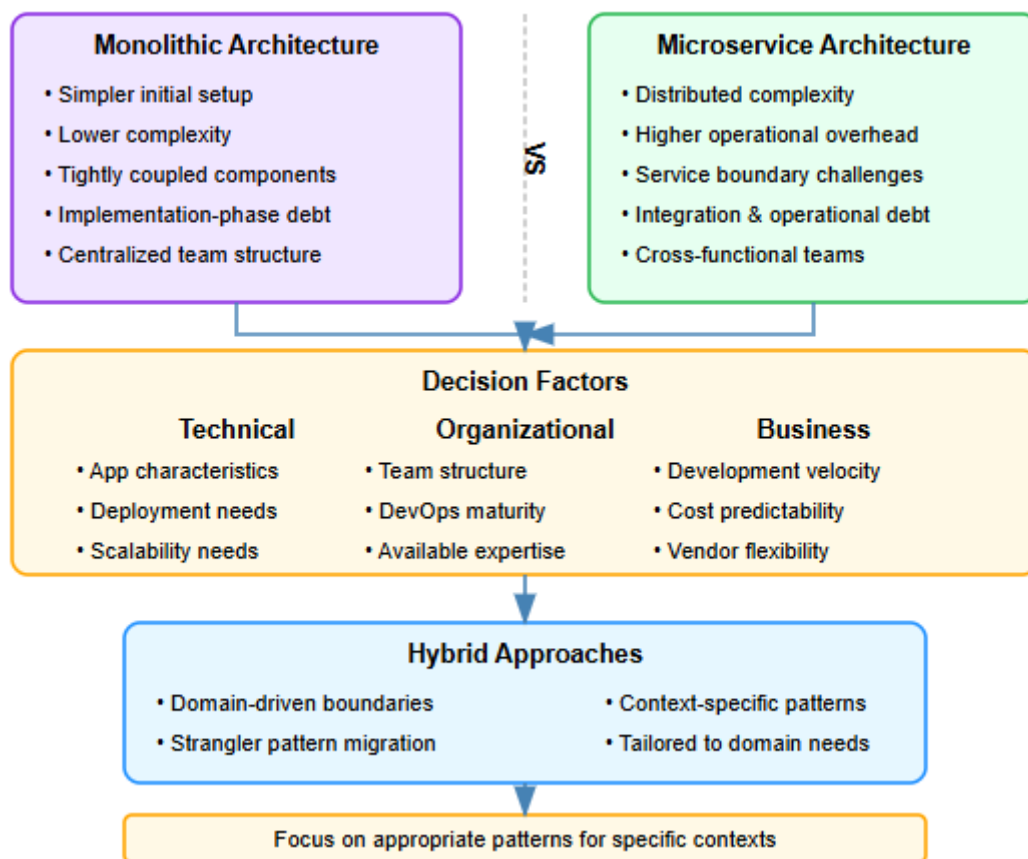 Monolithic Architecture
• Simpler initial setup
• Lower complexity
• Tightly coupled components
• Implementation-phase debt
• Centralized team structure
VS
Microservice Architecture
• Distributed complexity
• Higher operational overhead
• Service boundary challenges
• Integration & operational debt
• Cross-functional teams
Decision Factors
Technical
• App characteristics
• Deployment needs
• Scalability needs
Organizational
• Team structure
• DevOps maturity
• Available expertise
Business
• Development velocity
• Cost predictability
• Vendor flexibility
Hybrid Approaches
• Domain-driven boundaries
• Strangler pattern migration
• Context-specific patterns
• Tailored to domain needs
Focus on appropriate patterns for specific contexts